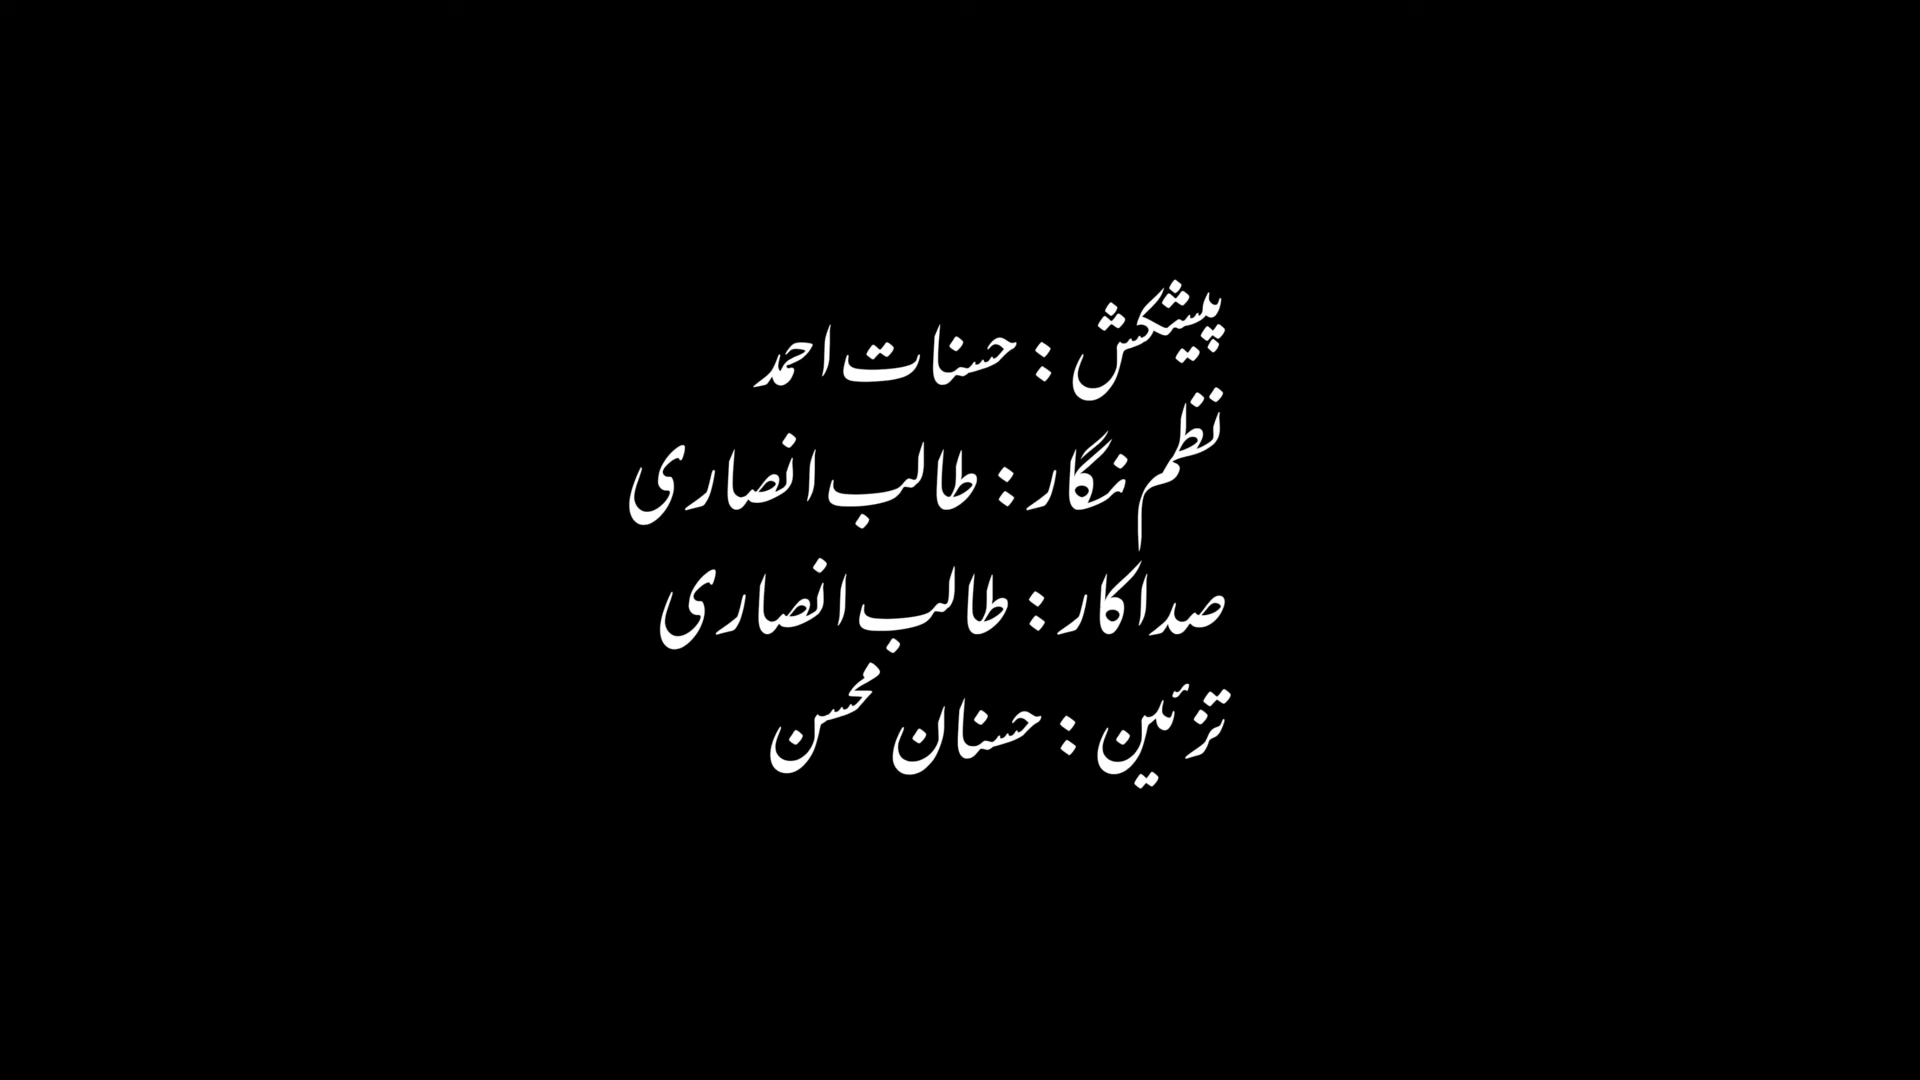 پیشکش : حسنات احمد
نظم نگار : طالب انصاری
صداکار : طالب انصاری
تزئین : حسنان محسن